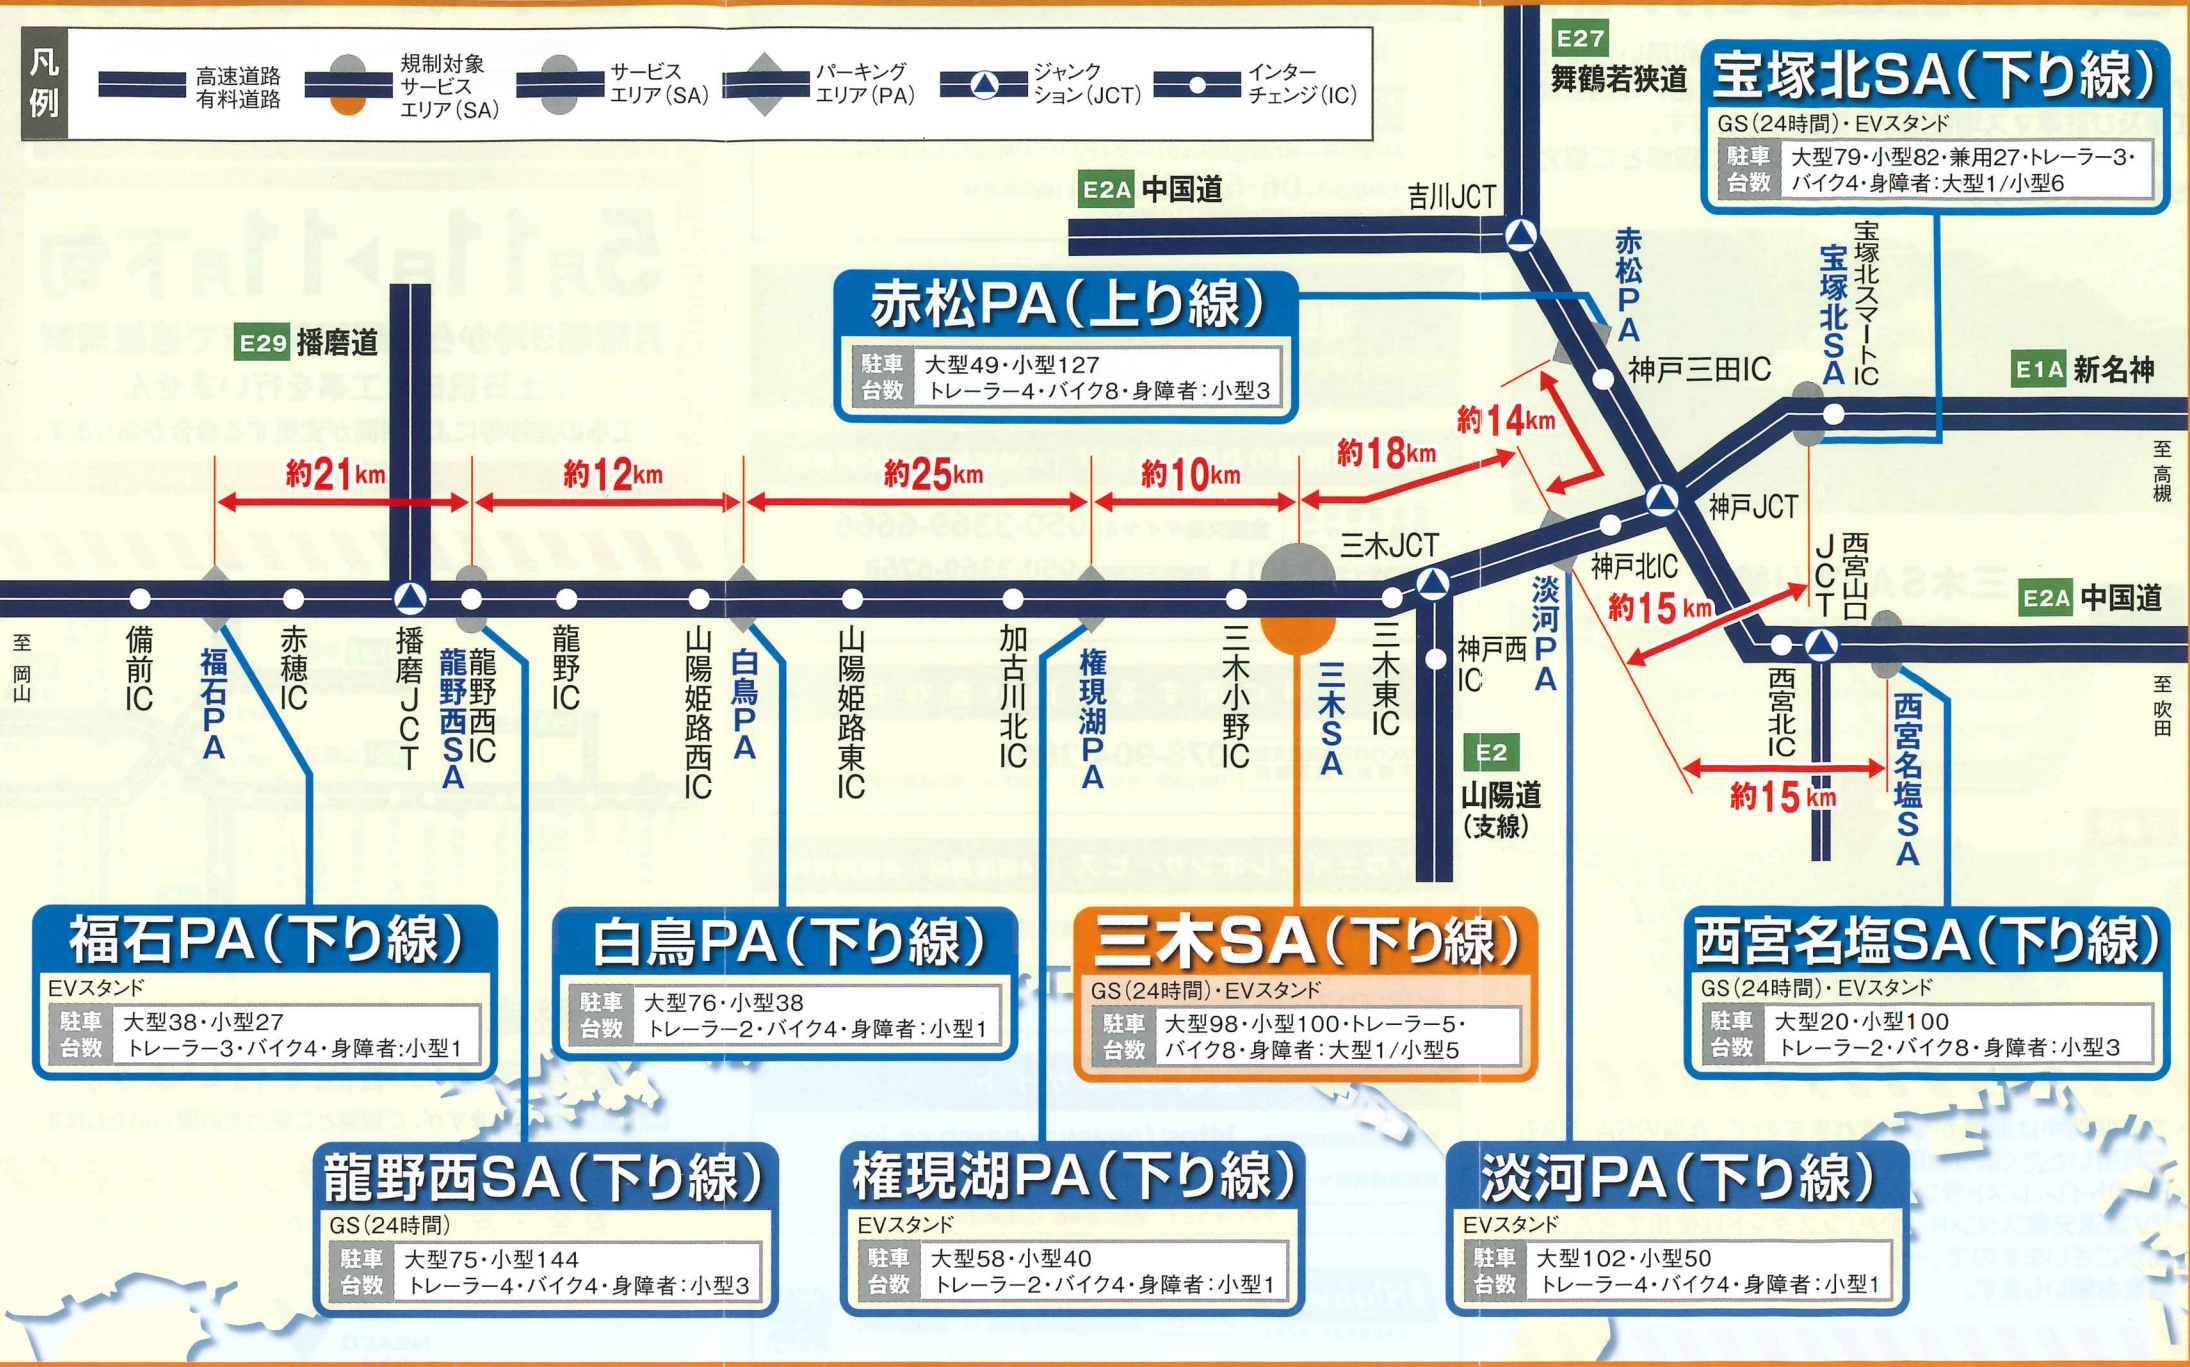 凡例
高速道路
有料道路
規制対象
サービス
エリア(SA)
サービス
エリア(SA)
パーキング
エリア(PA)
ジャンク
ション(JCT)
インター
チェンジ(IC)
E27
舞鶴若狭道
宝塚北SA(下り線)
GS(24時間)・EVスタンド
駐車台数
大型79・小型82・兼用27・トレーラー3・
バイク4・身障者:大型1/小型6
E2A 中国道
吉川JCT
赤松PA
宝塚北SA
宝塚北スマートIC
赤松PA(上り線)
駐車台数
大型49・小型127
トレーラー4・バイク8・身障者:小型3
E29 播磨道
神戸三田IC
E1A 新名神
至 高槻
約21km
約12km
約25km
約10km
約18km
約14km
神戸JCT
三木JCT
神戸北IC
淡河PA
約15km
西宮山口JCT
E2A 中国道
至 吹田
至 岡山
備前IC
福石PA
赤穂IC
播磨JCT
龍野西SA
龍野西IC
龍野IC
山陽姫路西IC
白鳥PA
山陽姫路東IC
加古川北IC
権現湖PA
三木小野IC
三木SA
三木東IC
神戸西IC
E2
山陽道
(支線)
西宮北IC
西宮名塩SA
約15km
福石PA(下り線)
EVスタンド
駐車台数
大型38・小型27
トレーラー3・バイク4・身障者:小型1
白鳥PA(下り線)
駐車台数
大型76・小型38
トレーラー2・バイク4・身障者:小型1
三木SA(下り線)
GS(24時間)・EVスタンド
駐車台数
大型98・小型100・トレーラー5・
バイク8・身障者:大型1/小型5
西宮名塩SA(下り線)
GS(24時間)・EVスタンド
駐車台数
大型20・小型100
トレーラー2・バイク8・身障者:小型3
龍野西SA(下り線)
GS(24時間)
駐車台数
大型75・小型144
トレーラー4・バイク4・身障者:小型3
権現湖PA(下り線)
EVスタンド
駐車台数
大型58・小型40
トレーラー2・バイク4・身障者:小型1
淡河PA(下り線)
EVスタンド
駐車台数
大型102・小型50
トレーラー4・バイク4・身障者:小型1